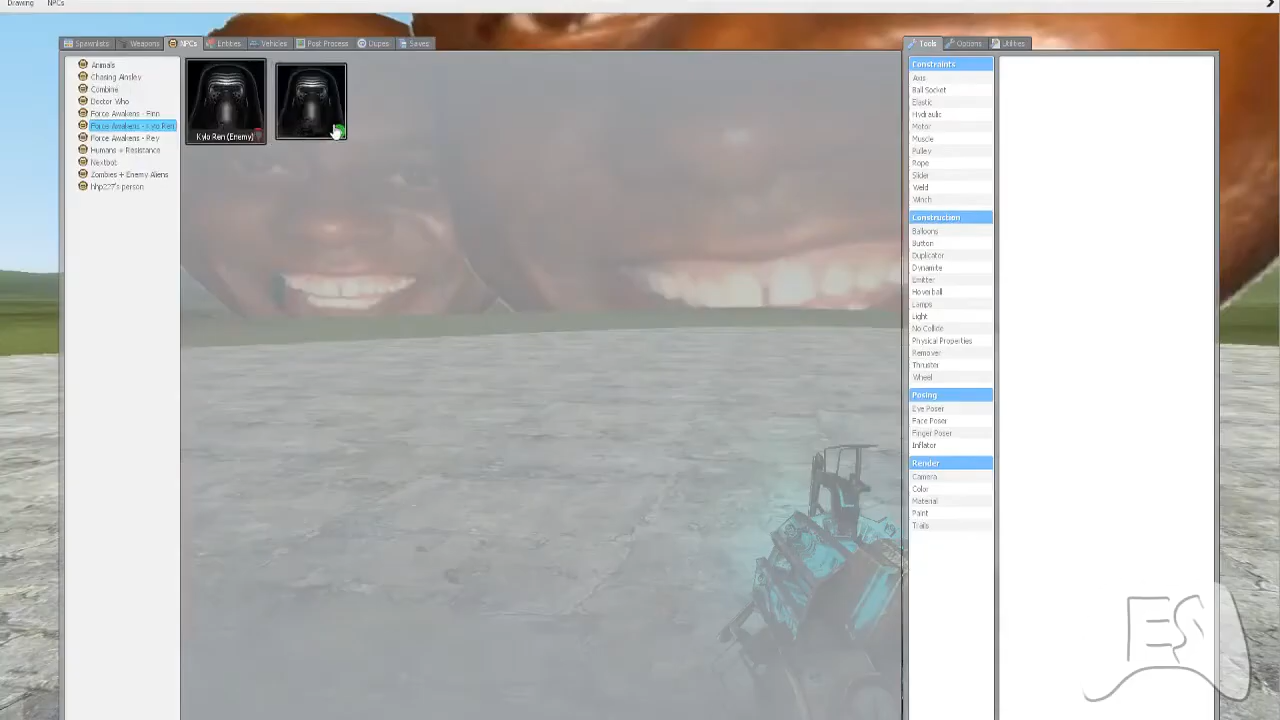 Drawing NPCs
Spawnlists Weapons NPCs Entities Vehicles Post Process Dupes Saves
Tools Options Utilities
Animals
Chasing Ainsley
Combine
Doctor Who
Force Awakens - Finn
Force Awakens - Kylo Ren
Force Awakens - Rey
Humans + Resistance
Nextbot
Zombies + Enemy Aliens
hhp227's person
Kylo Ren (Enemy)
Constraints
Axis
Ball Socket
Elastic
Hydraulic
Motor
Muscle
Pulley
Rope
Slider
Weld
Winch
Construction
Balloons
Button
Duplicator
Dynamite
Emitter
Hoverball
Lamps
Light
No Collide
Physical Properties
Remover
Thruster
Wheel
Posing
Eye Poser
Face Poser
Finger Poser
Inflator
Render
Camera
Color
Material
Paint
Trails
ES